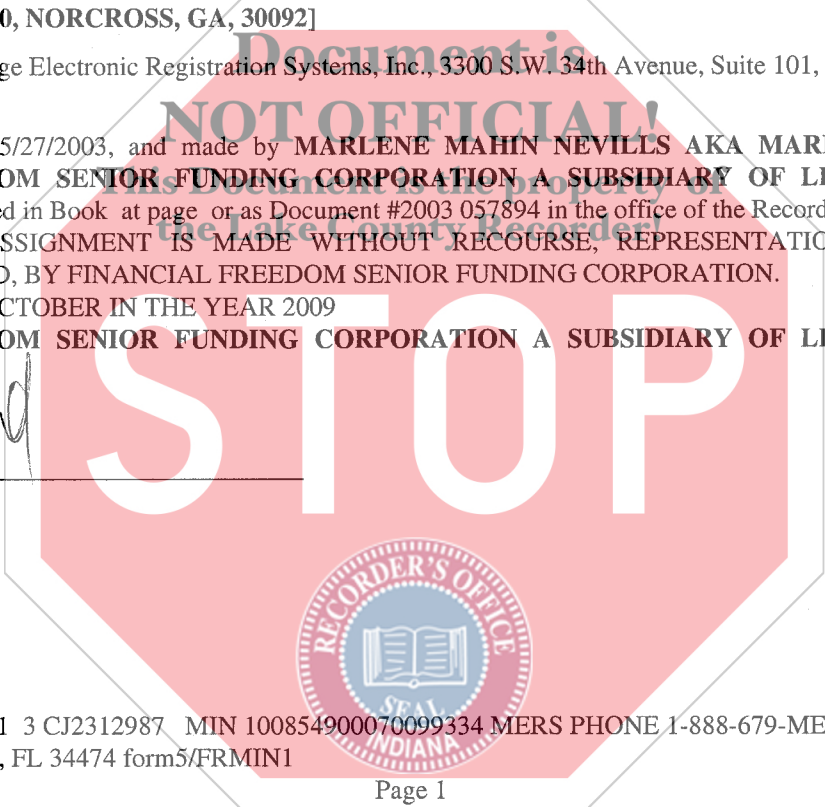 0, NORCROSS, GA, 30092]
Document is
ge Electronic Registration Systems, Inc., 3300 S.W. 34th Avenue, Suite 101,
NOT OFFICIAL!
5/27/2003, and made by MARLENE MAHIN NEVILLS AKA MAR
This Document is the property of
OM SENIOR FUNDING CORPORATION A SUBSIDIARY OF L
ed in Book at page or as Document #2003 057894 in the office of the Record
the Lake County Recorder!
SSIGNMENT IS MADE WITHOUT RECOURSE, REPRESENTATIO
D, BY FINANCIAL FREEDOM SENIOR FUNDING CORPORATION.
CTOBER IN THE YEAR 2009
OM SENIOR FUNDING CORPORATION A SUBSIDIARY OF L
STOP
RECORDER'S OFFICE
SEAL
INDIANA
1 3 CJ2312987 MIN 100854900070099334 MERS PHONE 1-888-679-ME
, FL 34474 form5/FRMIN1
Page 1